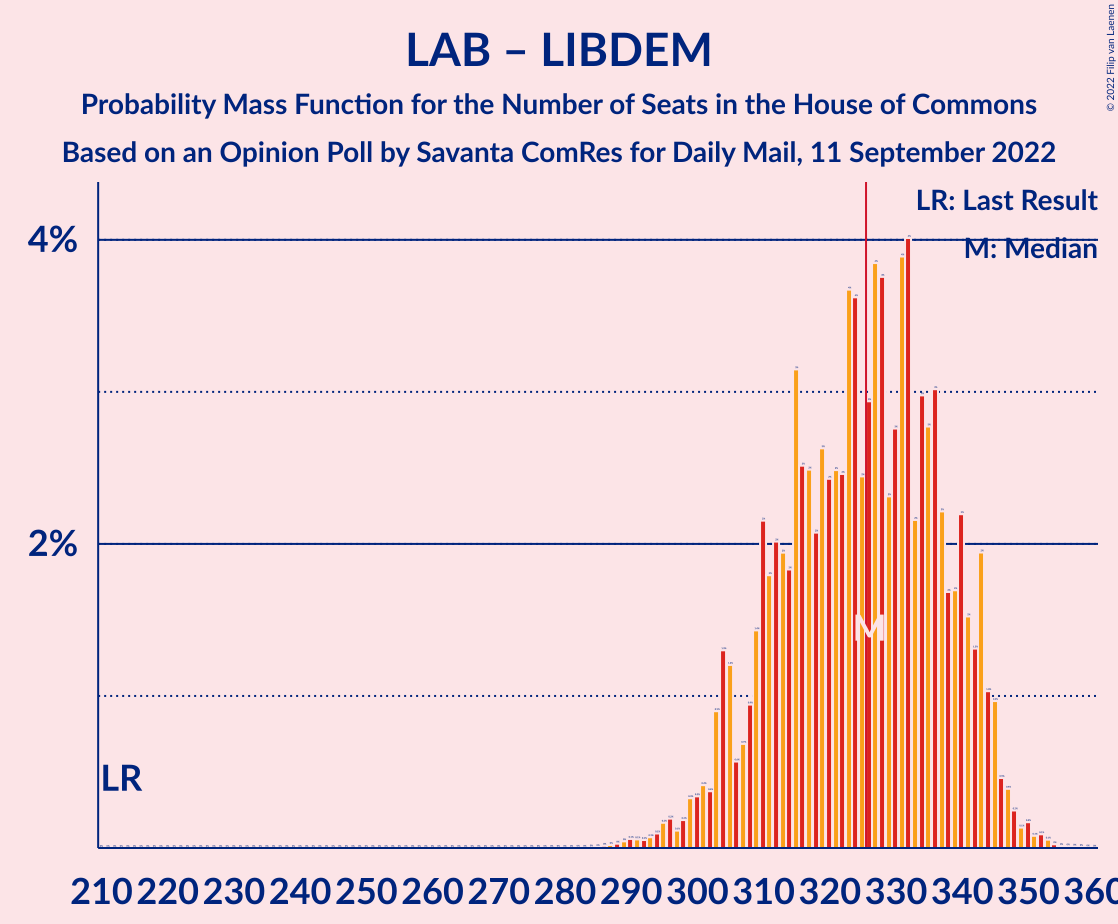 LAB – LIBDEM
Probability Mass Function for the Number of Seats in the House of Commons
Based on an Opinion Poll by Savanta ComRes for Daily Mail, 11 September 2022
© 2022 Filip van Laenen
LR: Last Result
M: Median
4%
2%
M
LR
210 220 230 240 250 260 270 280 290 300 310 320 330 340 350 360